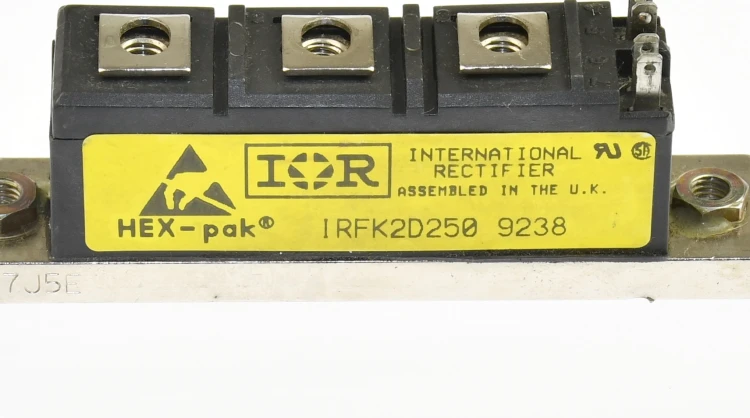 IOR
INTERNATIONAL
RECTIFIER
ASSEMBLED IN THE U.K.
HEX-pak®
IRFK2D250 9238
7J5E